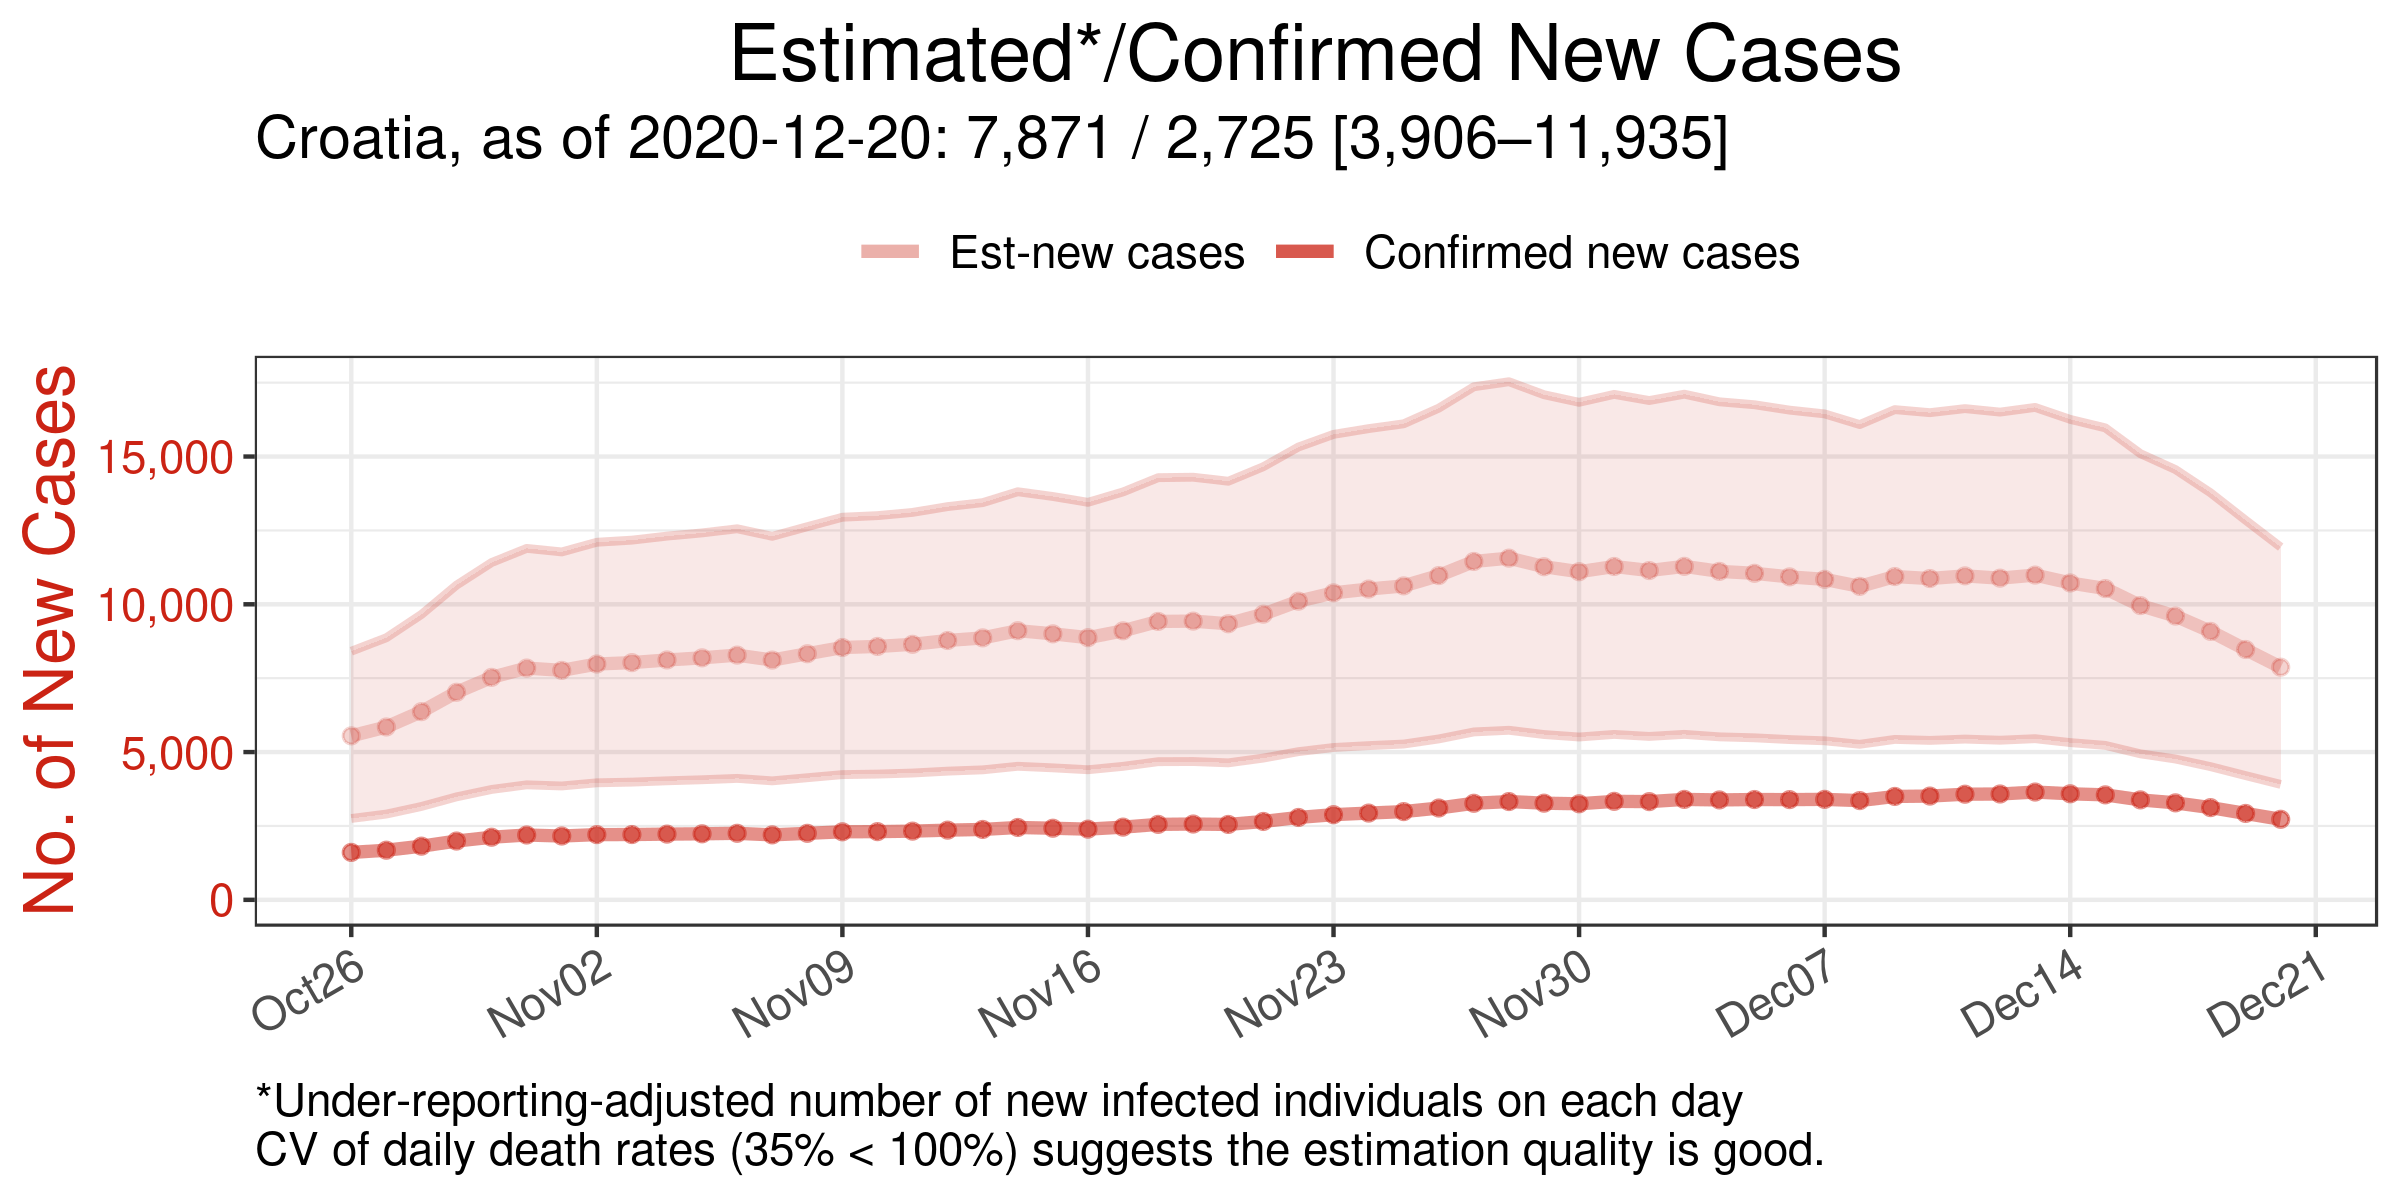 Estimated*/Confirmed New Cases
Croatia, as of 2020-12-20: 7,871 / 2,725 [3,906–11,935]
Est-new cases
Confirmed new cases
No. of New Cases
15,000
10,000
5,000
0
Oct26
Nov02
Nov09
Nov16
Nov23
Nov30
Dec07
Dec14
Dec21
*Under-reporting-adjusted number of new infected individuals on each day
CV of daily death rates (35% < 100%) suggests the estimation quality is good.